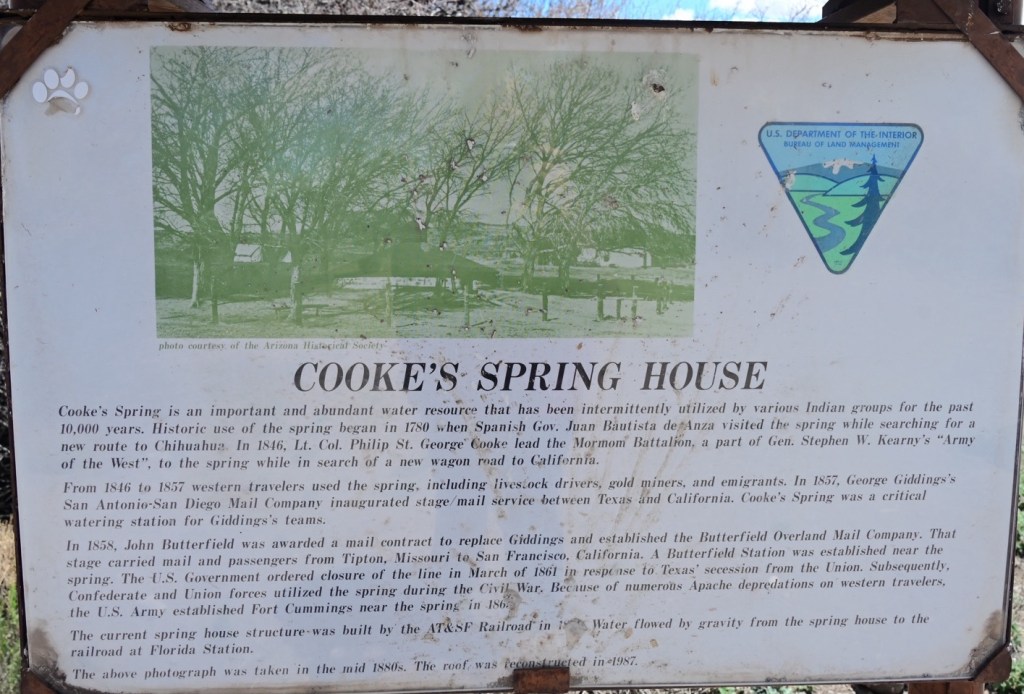 U.S. DEPARTMENT OF THE INTERIOR
BUREAU OF LAND MANAGEMENT
photo courtesy of the Arizona Historical Society
COOKE'S SPRING HOUSE
Cooke's Spring is an important and abundant water resource that has been intermittently utilized by various Indian groups for the past
10,000 years. Historic use of the spring began in 1780 when Spanish Gov. Juan Bautista de Anza visited the spring while searching for a
new route to Chihuahua. In 1846, Lt. Col. Philip St. George Cooke lead the Mormom Battalion, a part of Gen. Stephen W. Kearny's "Army
of the West", to the spring while in search of a new wagon road to California.
From 1846 to 1857 western travelers used the spring, including livestock drivers, gold miners, and emigrants. In 1857, George Giddings's
San Antonio-San Diego Mail Company inaugurated stage/mail service between Texas and California. Cooke's Spring was a critical
watering station for Giddings's teams.
In 1858, John Butterfield was awarded a mail contract to replace Giddings and established the Butterfield Overland Mail Company. That
stage carried mail and passengers from Tipton, Missouri to San Francisco, California. A Butterfield Station was established near the
spring. The U.S. Government ordered closure of the line in March of 1861 in response to Texas' secession from the Union. Subsequently,
Confederate and Union forces utilized the spring during the Civil War. Because of numerous Apache depredations on western travelers,
the U.S. Army established Fort Cummings near the spring in
The current spring house structure was built by the AT&SF Railroad in Water flowed by gravity from the spring house to the
railroad at Florida Station.
The above photograph was taken in the mid 1880s. The roof was reconstructed in 1987.